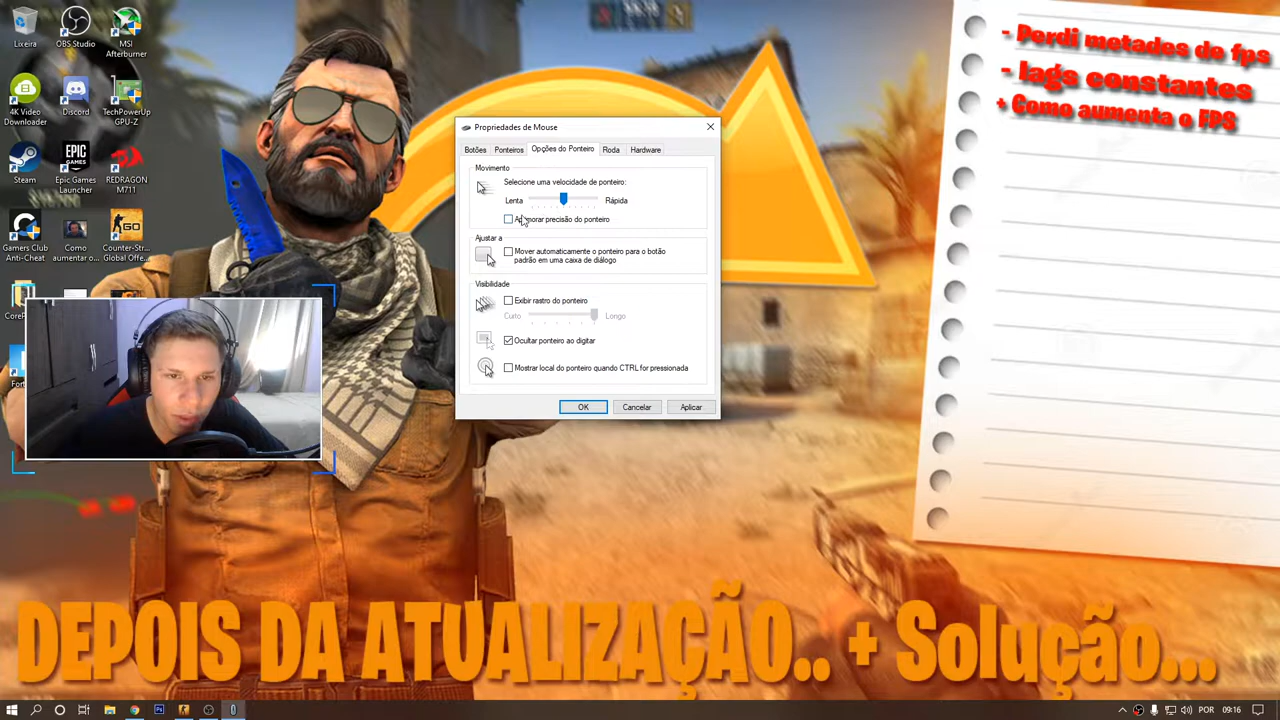 Lixeira
OBS Studio
MSI
Afterburner
4K Video
Downloader
Discord
TechPowerUp
GPU-Z
Steam
Epic Games
Launcher
REDRAGON
M711
Gamers Club
Anti-Cheat
Como
aumentar o...
Counter-Str...
Global Offe...
- Perdi metades do fps
- lags constantes
+ Como aumenta o FPS
Propriedades de Mouse
Botões
Ponteiros
Opções do Ponteiro
Roda
Hardware
Movimento
Selecione uma velocidade de ponteiro:
Lenta
Rápida
precisão do ponteiro
Ajustar a
Mover automaticamente o ponteiro para o botão
padrão em uma caixa de diálogo
Visibilidade
Exibir rastro do ponteiro
Curto
Longo
Ocultar ponteiro ao digitar
Mostrar local do ponteiro quando CTRL for pressionada
OK
Cancelar
Aplicar
DEPOIS DA ATUALIZAÇÃO.. + Solução...
POR
09:16